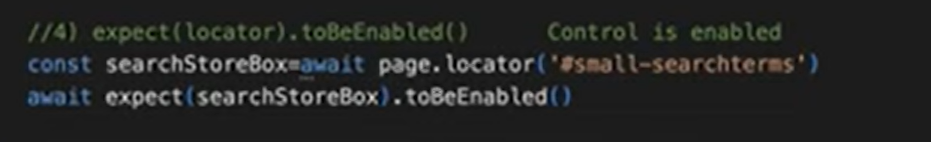 //4) expect(locator).toBeEnabled() Control is enabled
const searchStoreBox=await page.locator('#small-searchterms')
await expect(searchStoreBox).toBeEnabled()